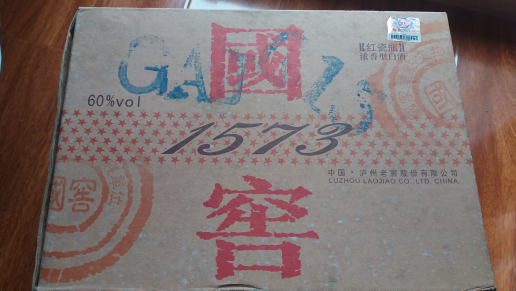 國
【红瓷瓶】
浓香型白酒
60%vol
1573
中国·泸州老窖股份有限公司
LUZHOU LAOJIAO CO., LTD, CHINA
窖